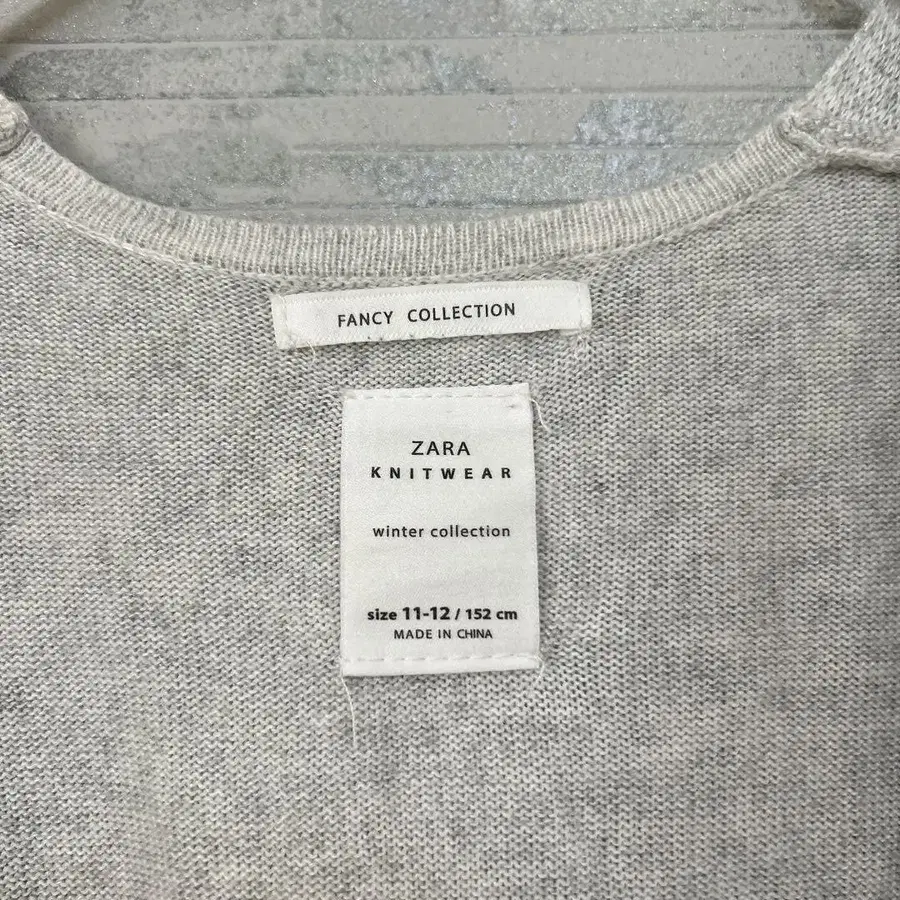 FANCY COLLECTION
ZARA
KNITWEAR
winter collection
size 11-12 / 152 cm
MADE IN CHINA